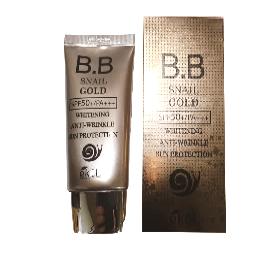 B.B
SNAIL
GOLD
SPF50+/PA+++
WHITENING
ANTI-WRINKLE
SUN PROTECTION
B.B
SNAIL
GOLD
SPF50+/PA+++
WHITENING
ANTI-WRINKLE
SUN PROTECTION